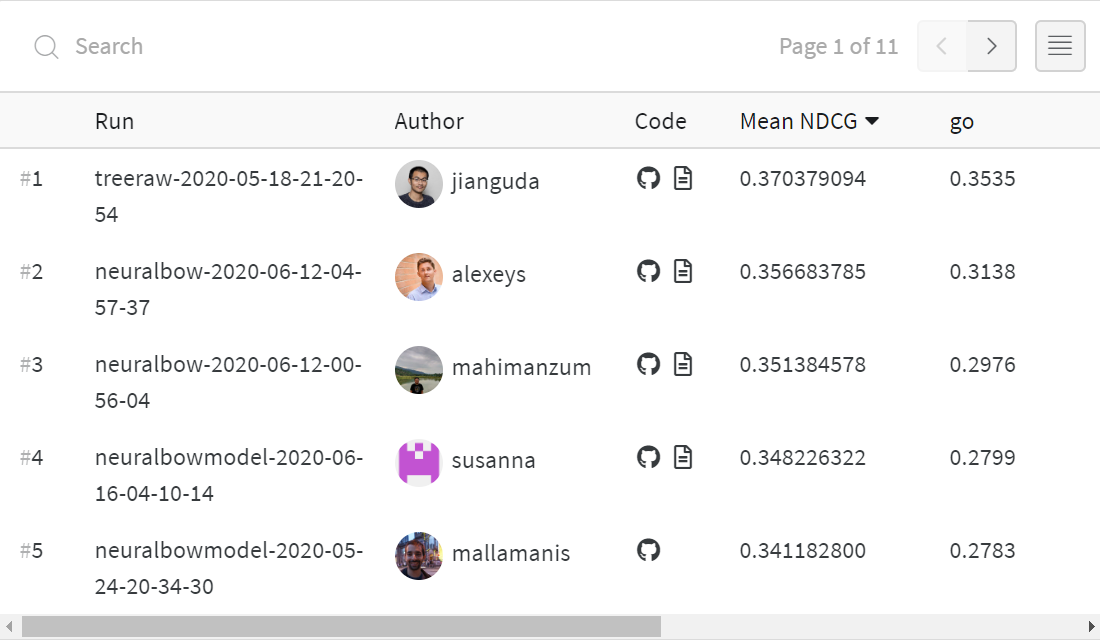 Search
Page 1 of 11
Run Author Code Mean NDCG go
#1 treeraw-2020-05-18-21-20- jianguda 0.370379094 0.3535
54
#2 neuralbow-2020-06-12-04- alexeys 0.356683785 0.3138
57-37
#3 neuralbow-2020-06-12-00- mahimanzum 0.351384578 0.2976
56-04
#4 neuralbowmodel-2020-06- susanna 0.348226322 0.2799
16-04-10-14
#5 neuralbowmodel-2020-05- mallamanis 0.341182800 0.2783
24-20-34-30